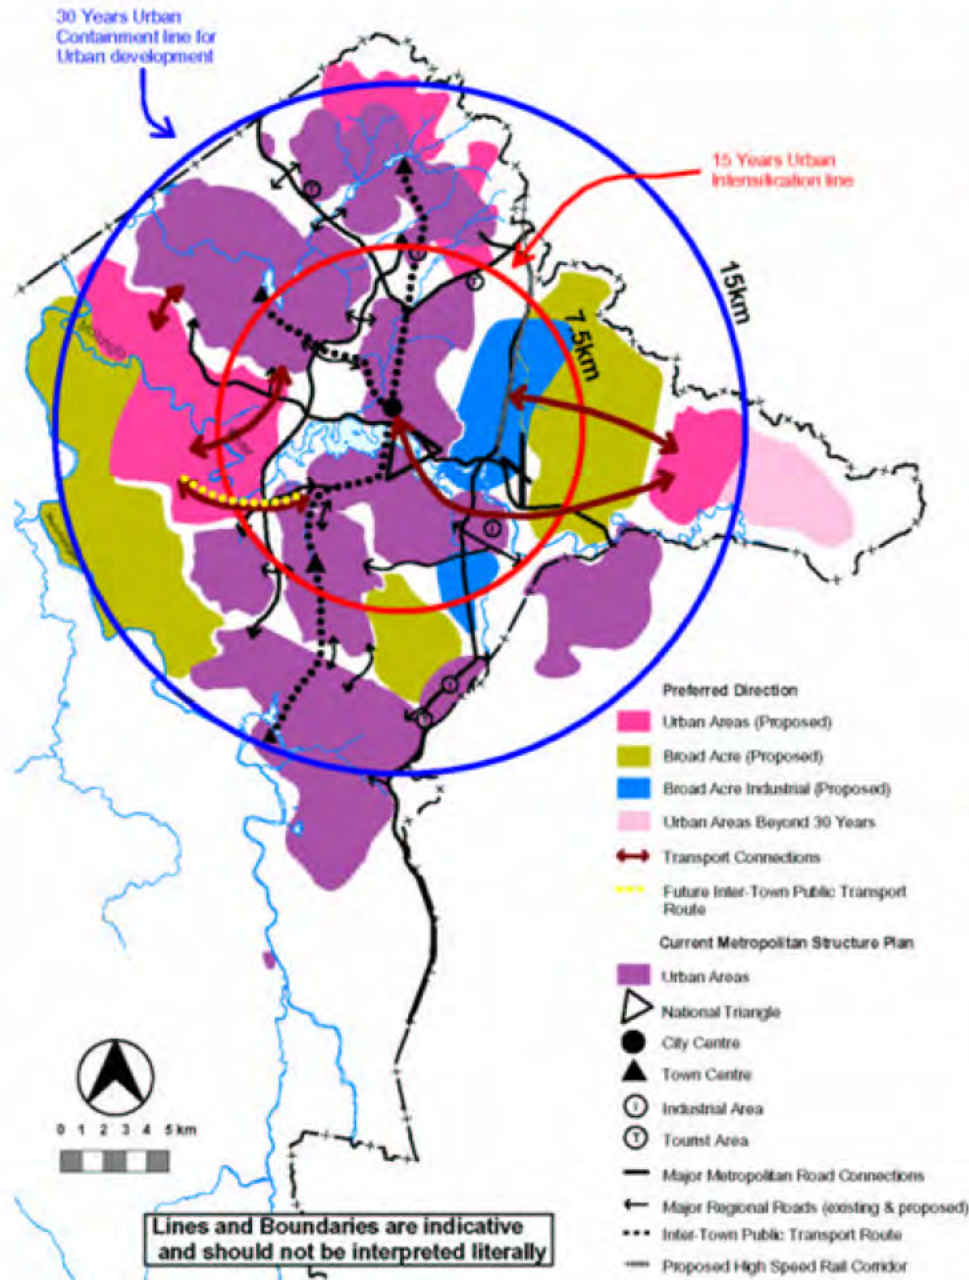 30 Years Urban
Containment line for
Urban development
15 Years Urban
Intensification line
15km
7.5km
Molonglo
Preferred Direction
Urban Areas (Proposed)
Broad Acre (Proposed)
Broad Acre Industrial (Proposed)
Urban Areas Beyond 30 Years
Transport Connections
Future Inter-Town Public Transport
Route
Current Metropolitan Structure Plan
Urban Areas
National Triangle
City Centre
Town Centre
I
Industrial Area
T
Tourist Area
Major Metropolitan Road Connections
Major Regional Roads (existing & proposed)
Inter-Town Public Transport Route
Proposed High Speed Rail Corridor
0 1 2 3 4 5 km
Lines and Boundaries are indicative
and should not be interpreted literally